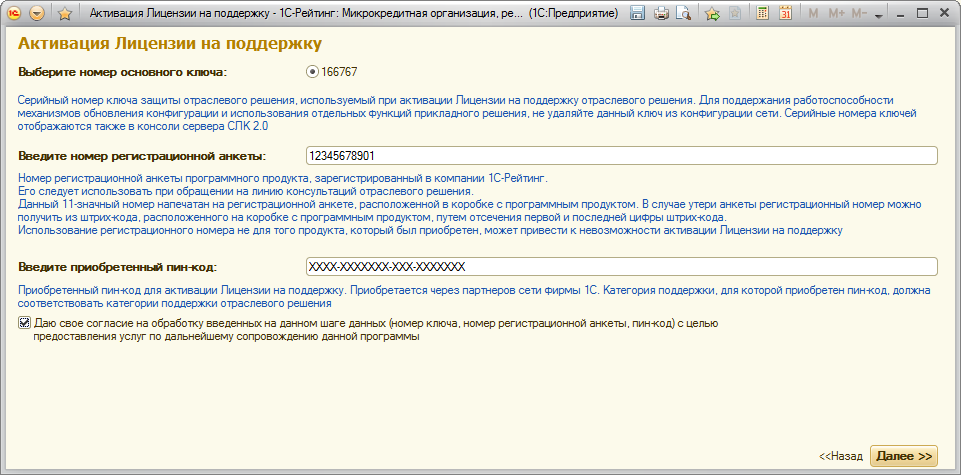 Активация Лицензии на поддержку - 1С-Рейтинг: Микрокредитная организация, ре... (1С:Предприятие)
M M+ M-
31
Активация Лицензии на поддержку
Выберите номер основного ключа: 166767
Серийный номер ключа защиты отраслевого решения, используемый при активации Лицензии на поддержку отраслевого решения. Для поддержания работоспособности
механизмов обновления конфигурации и использования отдельных функций прикладного решения, не удаляйте данный ключ из конфигурации сети. Серийные номера ключей
отображаются также в консоли сервера СЛК 2.0
Введите номер регистрационной анкеты: 12345678901
Номер регистрационной анкеты программного продукта, зарегистрированный в компании 1С-Рейтинг.
Его следует использовать при обращении на линию консультаций отраслевого решения.
Данный 11-значный номер напечатан на регистрационной анкете, расположенной в коробке с программным продуктом. В случае утери анкеты регистрационный номер можно
получить из штрих-кода, расположенного на коробке с программным продуктом, путем отсечения первой и последней цифры штрих-кода.
Использование регистрационного номера не для того продукта, который был приобретен, может привести к невозможности активации Лицензии на поддержку
Введите приобретенный пин-код: XXXX-XXXXXXX-XXX-XXXXXXX
Приобретенный пин-код для активации Лицензии на поддержку. Приобретается через партнеров сети фирмы 1С. Категория поддержки, для которой приобретен пин-код, должна
соответствовать категории поддержки отраслевого решения
Даю свое согласие на обработку введенных на данном шаге данных (номер ключа, номер регистрационной анкеты, пин-код) с целью
предоставления услуг по дальнейшему сопровождению данной программы
<<Назад Далее >>